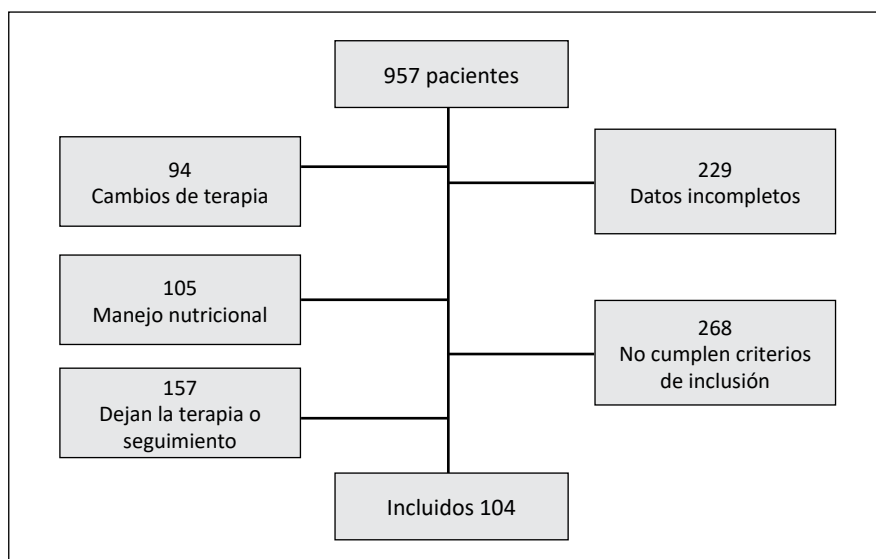 957 pacientes
94
Cambios de terapia
229
Datos incompletos
105
Manejo nutricional
268
No cumplen criterios
de inclusión
157
Dejan la terapia o
seguimiento
Incluidos 104